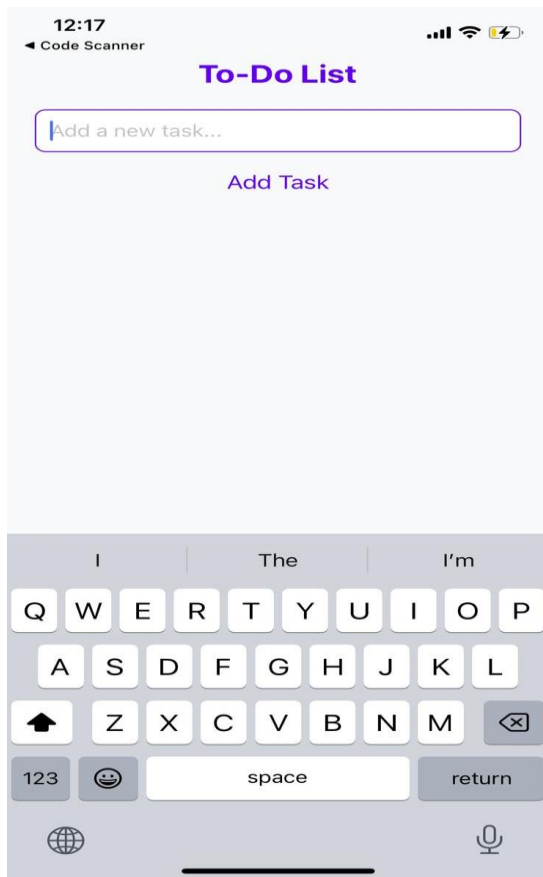 12:17
◀ Code Scanner
To-Do List
Add a new task...
Add Task
I The I'm
Q W E R T Y U I O P
A S D F G H J K L
Z X C V B N M
123 space return